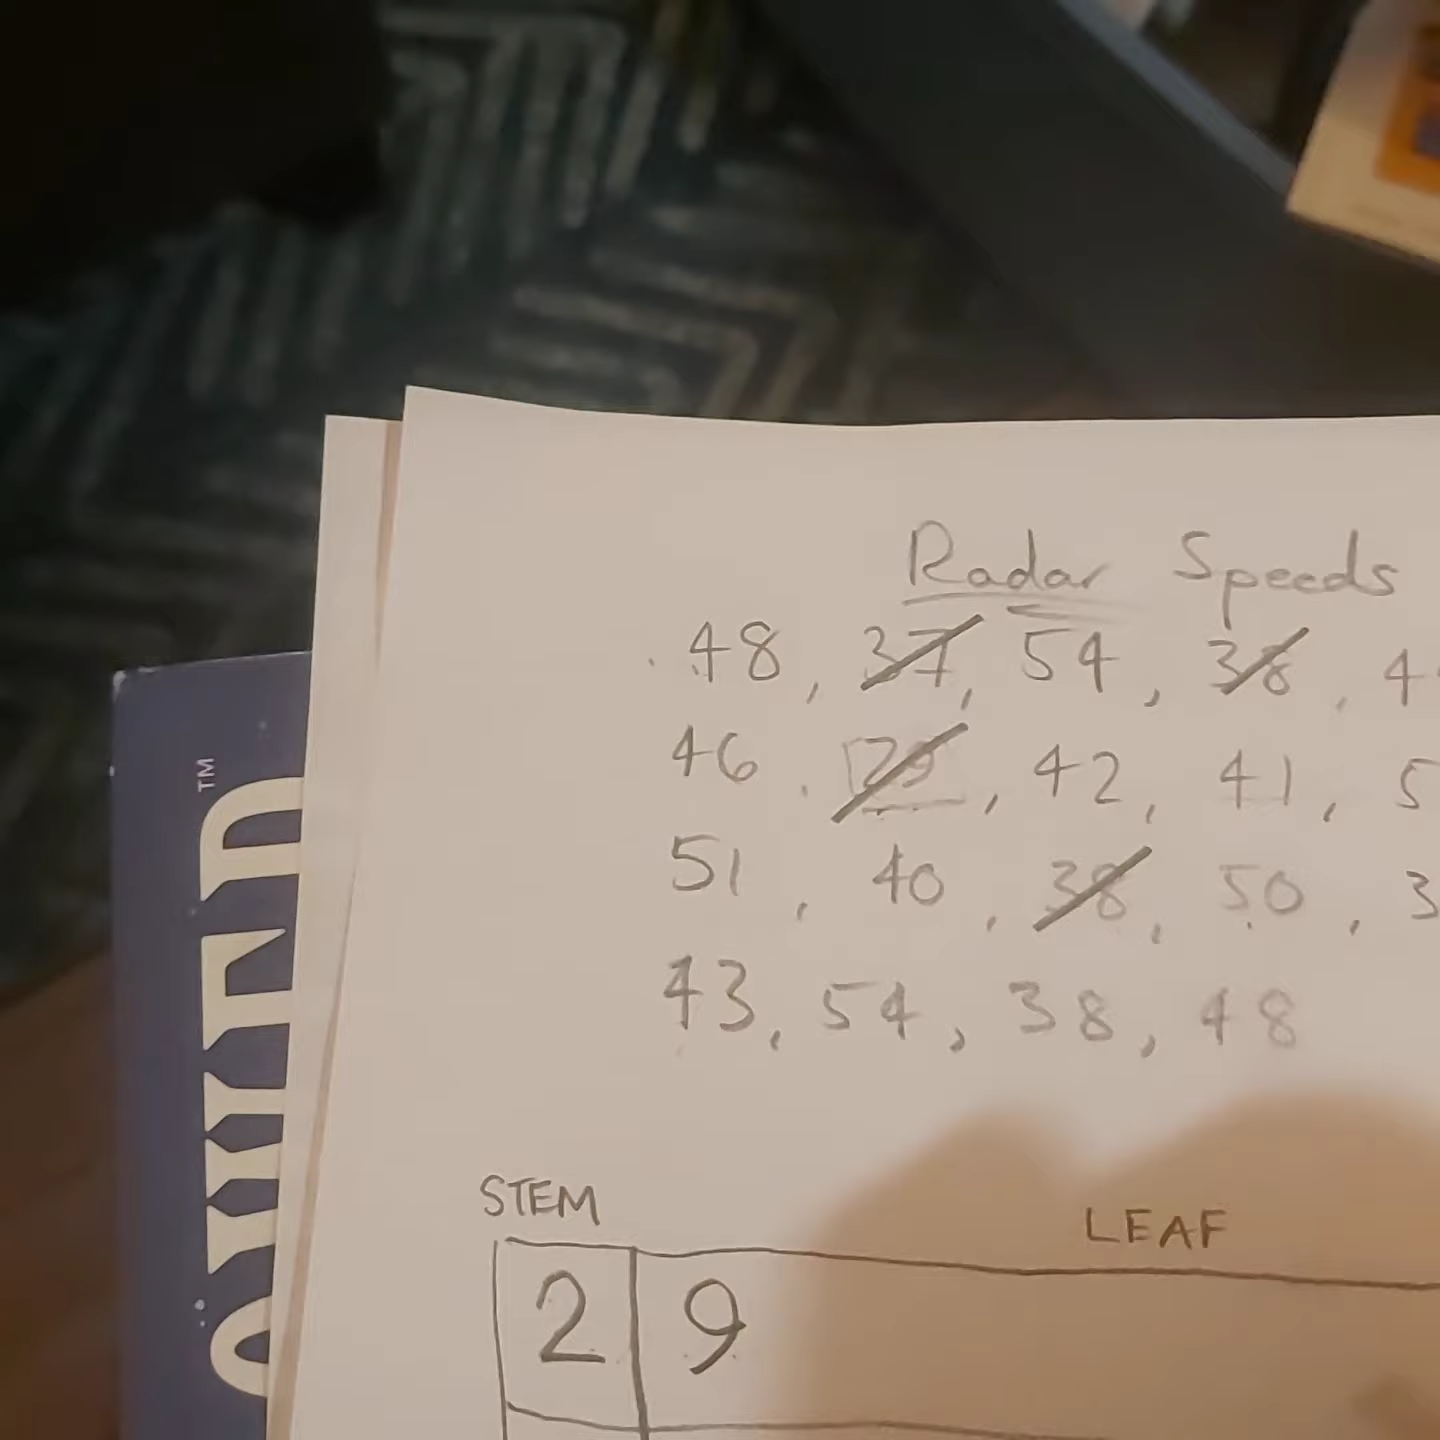 Radar Speeds
48, 37, 54, 38, 4
46, 29, 42, 41, 5
51, 40, 38, 50, 3
43, 54, 38, 48
STEM LEAF
2 9
TM